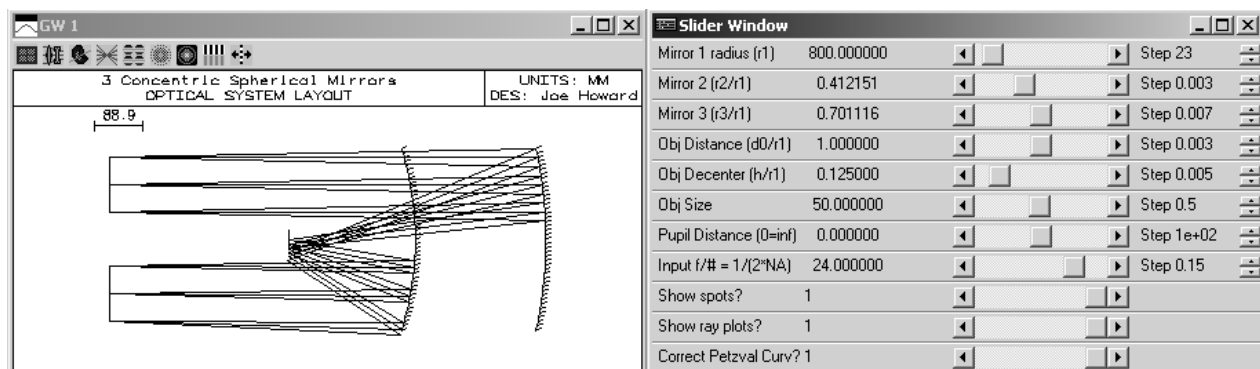 GW 1
3 Concentric Spherical Mirrors
OPTICAL SYSTEM LAYOUT
UNITS: MM
DES: Joe Howard
88.9
Slider Window
Mirror 1 radius (r1) 800.000000 Step 23
Mirror 2 (r2/r1) 0.412151 Step 0.003
Mirror 3 (r3/r1) 0.701116 Step 0.007
Obj Distance (d0/r1) 1.000000 Step 0.003
Obj Decenter (h/r1) 0.125000 Step 0.005
Obj Size 50.000000 Step 0.5
Pupil Distance (0=inf) 0.000000 Step 1e+02
Input f/# = 1/(2*NA) 24.000000 Step 0.15
Show spots? 1
Show ray plots? 1
Correct Petzval Curv? 1